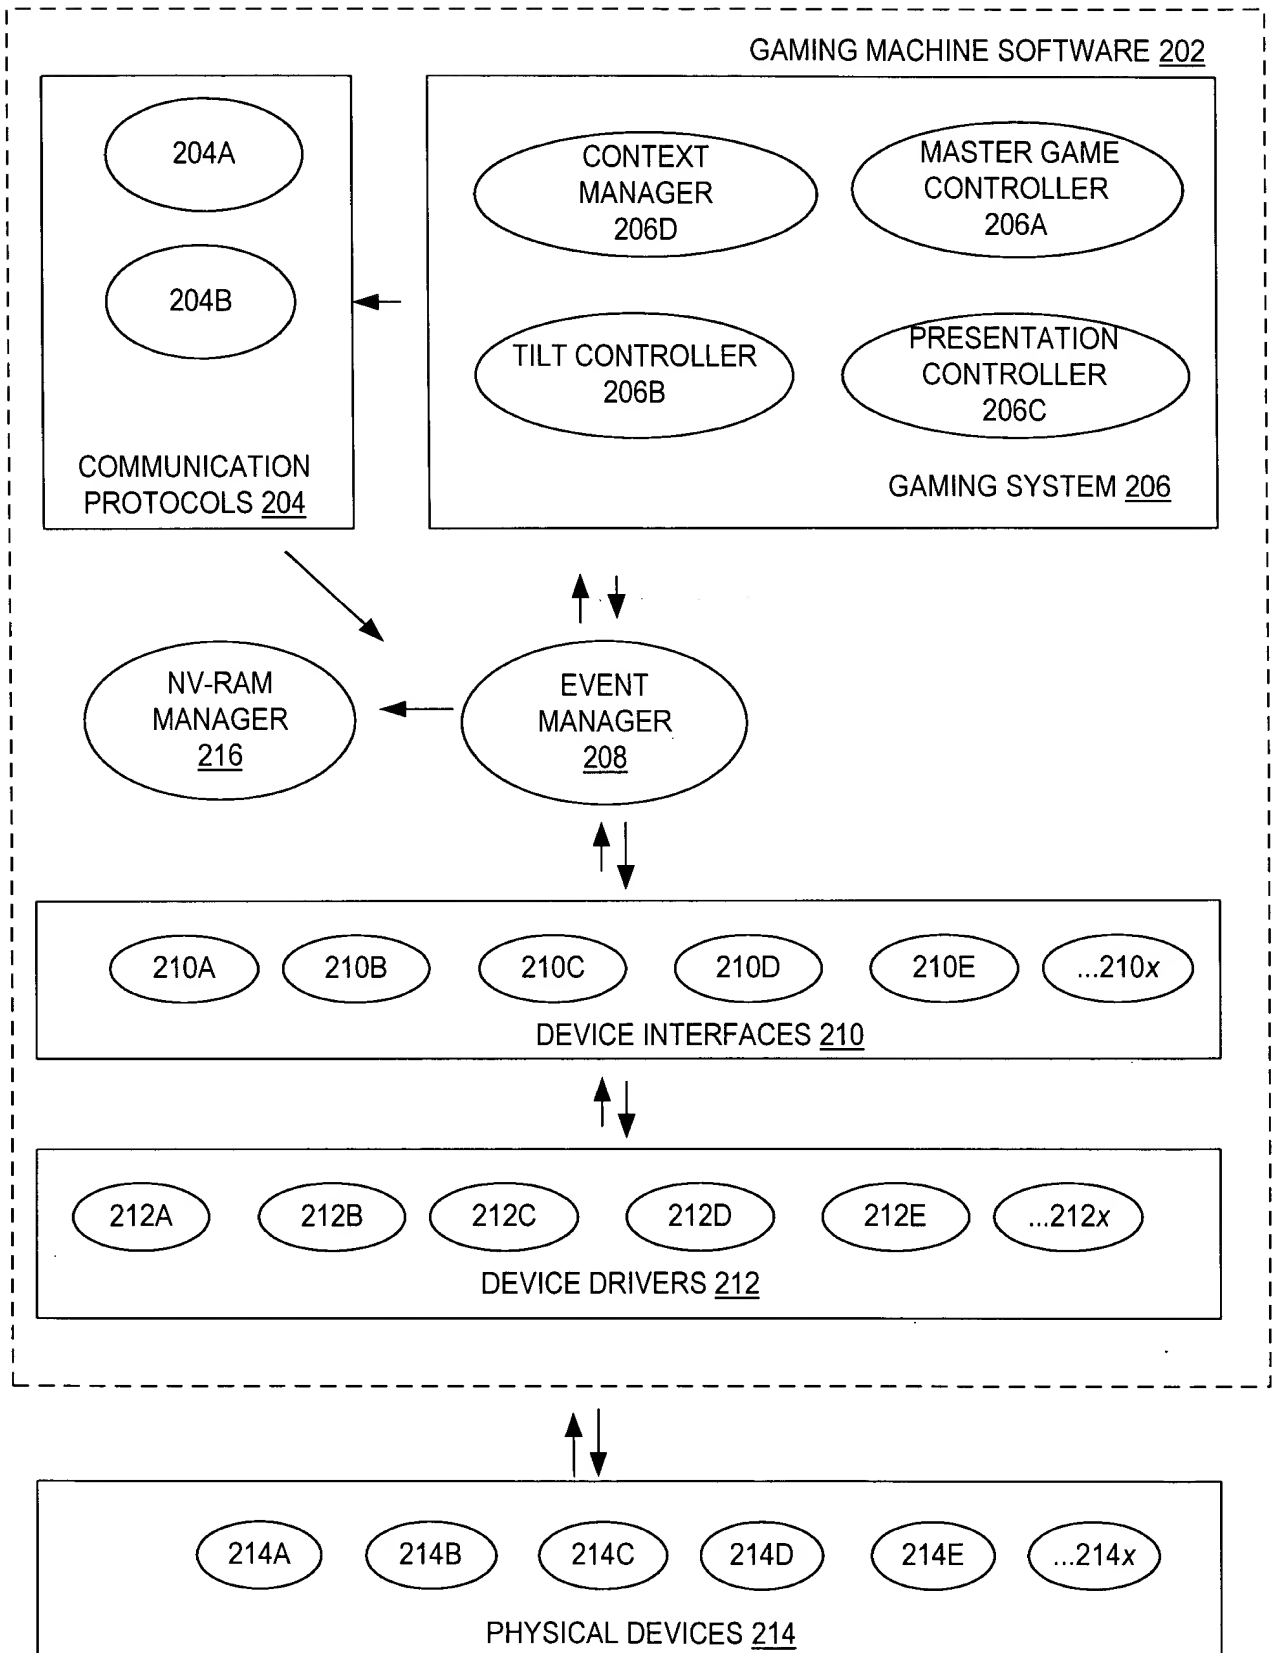 GAMING MACHINE SOFTWARE 202
204A
204B
COMMUNICATION
PROTOCOLS 204
CONTEXT
MANAGER
206D
MASTER GAME
CONTROLLER
206A
TILT CONTROLLER
206B
PRESENTATION
CONTROLLER
206C
GAMING SYSTEM 206
NV-RAM
MANAGER
216
EVENT
MANAGER
208
210A 210B 210C 210D 210E ...210x
DEVICE INTERFACES 210
212A 212B 212C 212D 212E ...212x
DEVICE DRIVERS 212
214A 214B 214C 214D 214E ...214x
PHYSICAL DEVICES 214